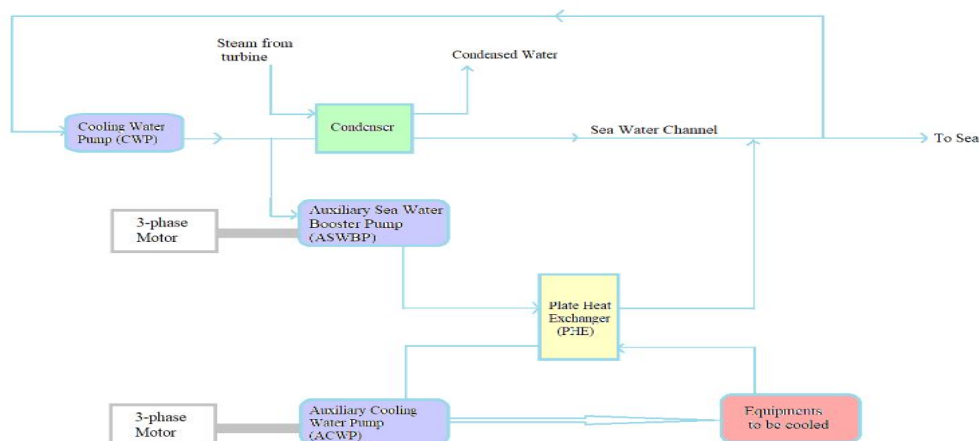 Steam from
turbine
Condensed Water
Cooling Water
Pump (CWP)
Condenser
Sea Water Channel
To Sea
3-phase
Motor
Auxiliary Sea Water
Booster Pump
(ASWBP)
Plate Heat
Exchanger
(PHE)
3-phase
Motor
Auxiliary Cooling
Water Pump
(ACWP)
Equipments
to be cooled